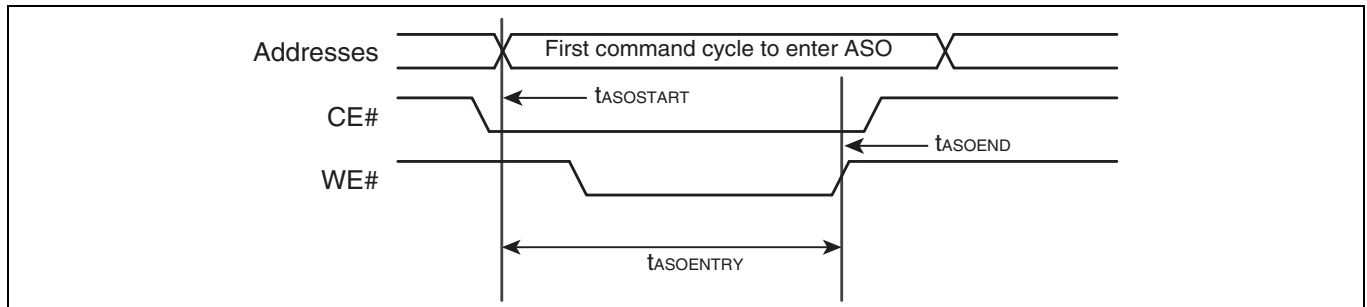 Addresses
First command cycle to enter ASO
tASOSTART
CE#
tASOEND
WE#
tASOENTRY